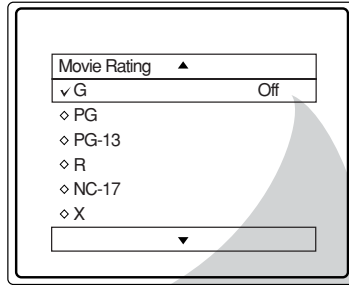 Movie Rating ▲
✓ G Off
◇ PG
◇ PG-13
◇ R
◇ NC-17
◇ X
▼